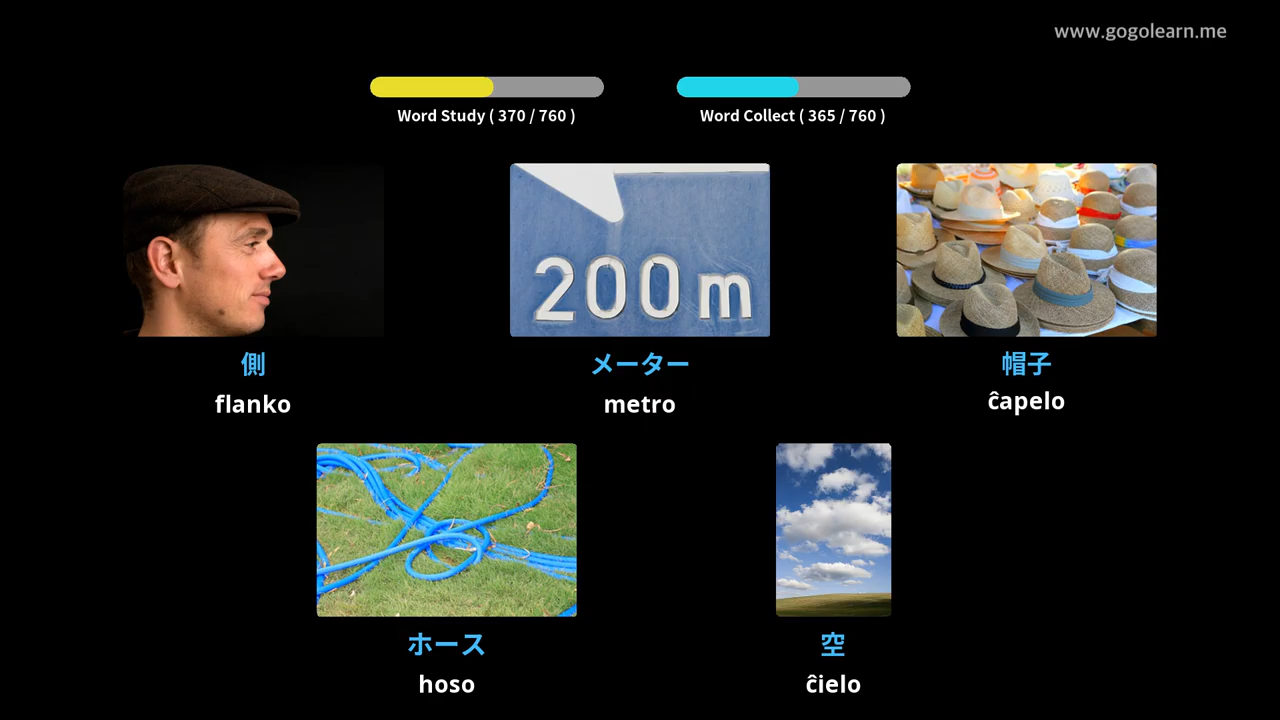 www.gogolearn.me
Word Study ( 370 / 760 )
Word Collect ( 365 / 760 )
200 m
側
flanko
メーター
metro
帽子
ĉapelo
ホース
hoso
空
ĉielo